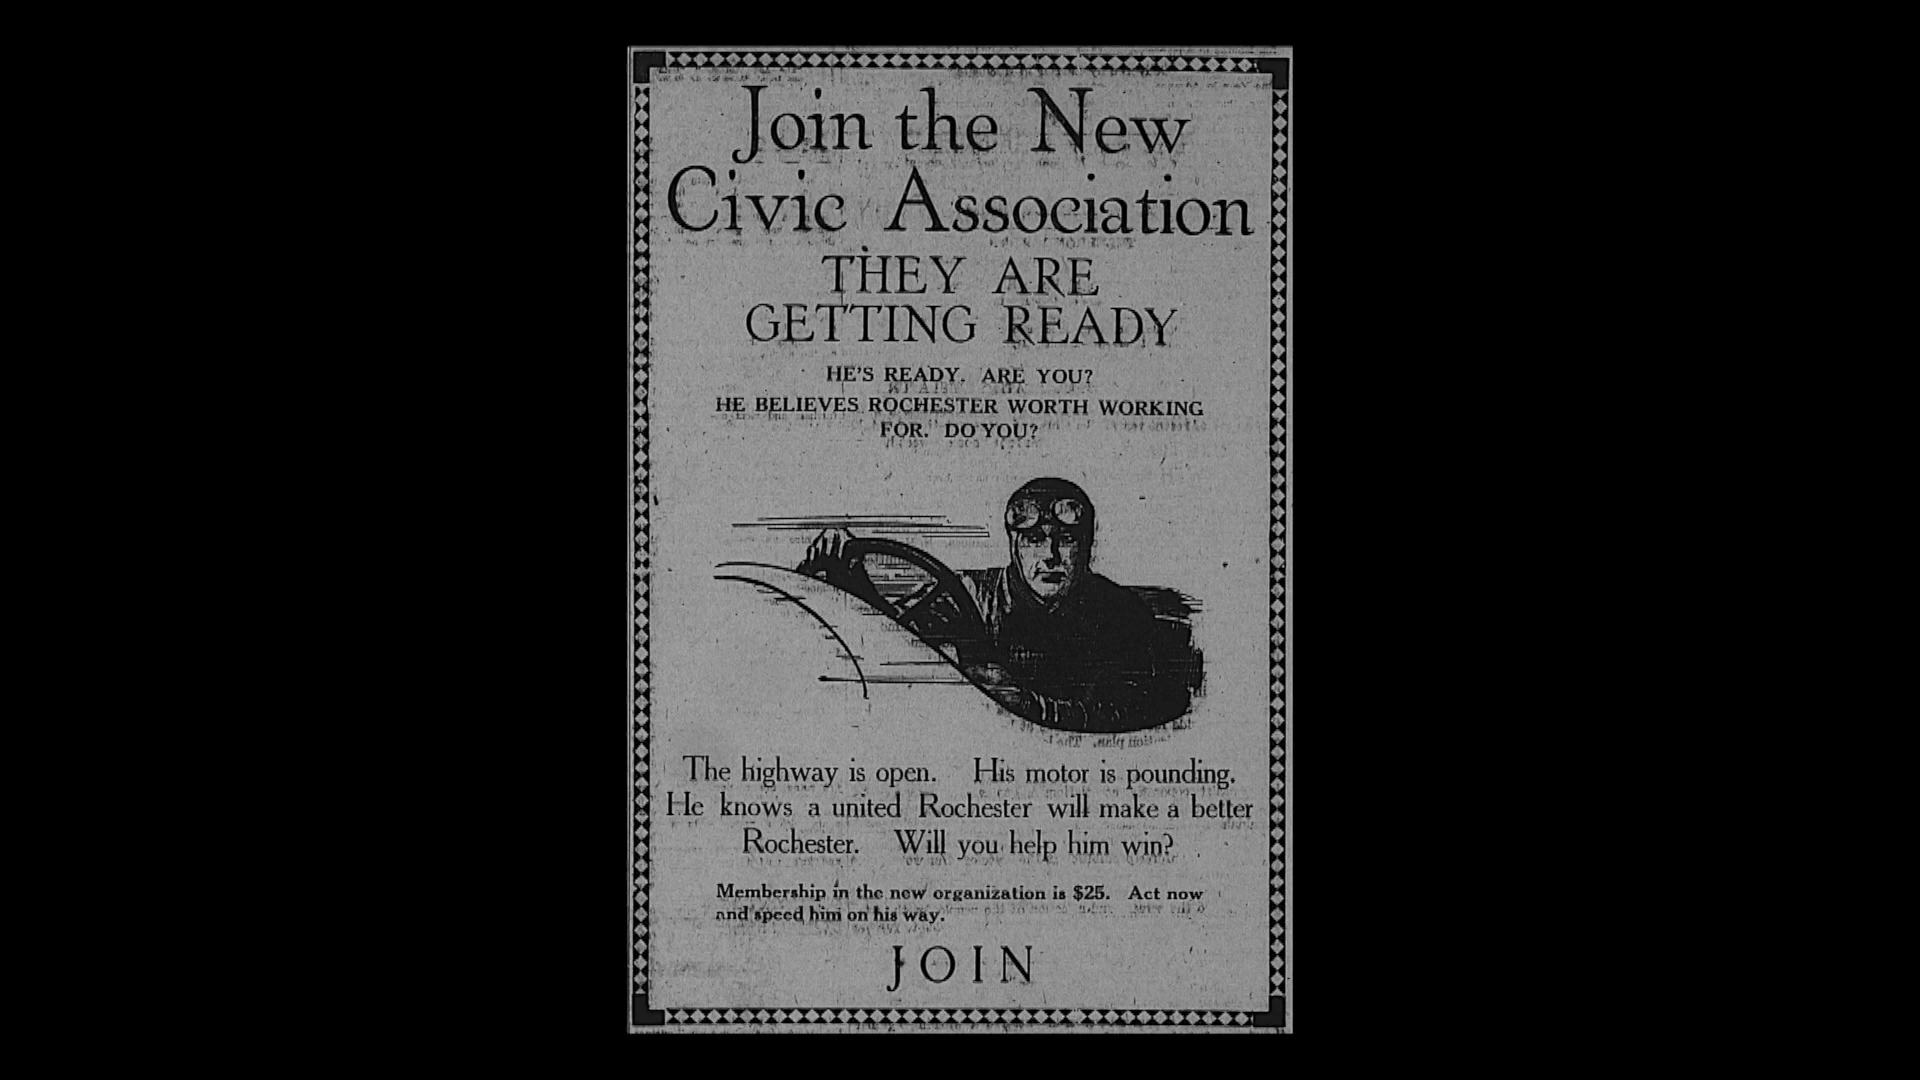 Join the New
Civic Association
THEY ARE
GETTING READY
HE'S READY. ARE YOU?
HE BELIEVES ROCHESTER WORTH WORKING
FOR. DO YOU?
The highway is open. His motor is pounding.
He knows a united Rochester will make a better
Rochester. Will you help him win?
Membership in the new organization is $25. Act now
and speed him on his way.
JOIN